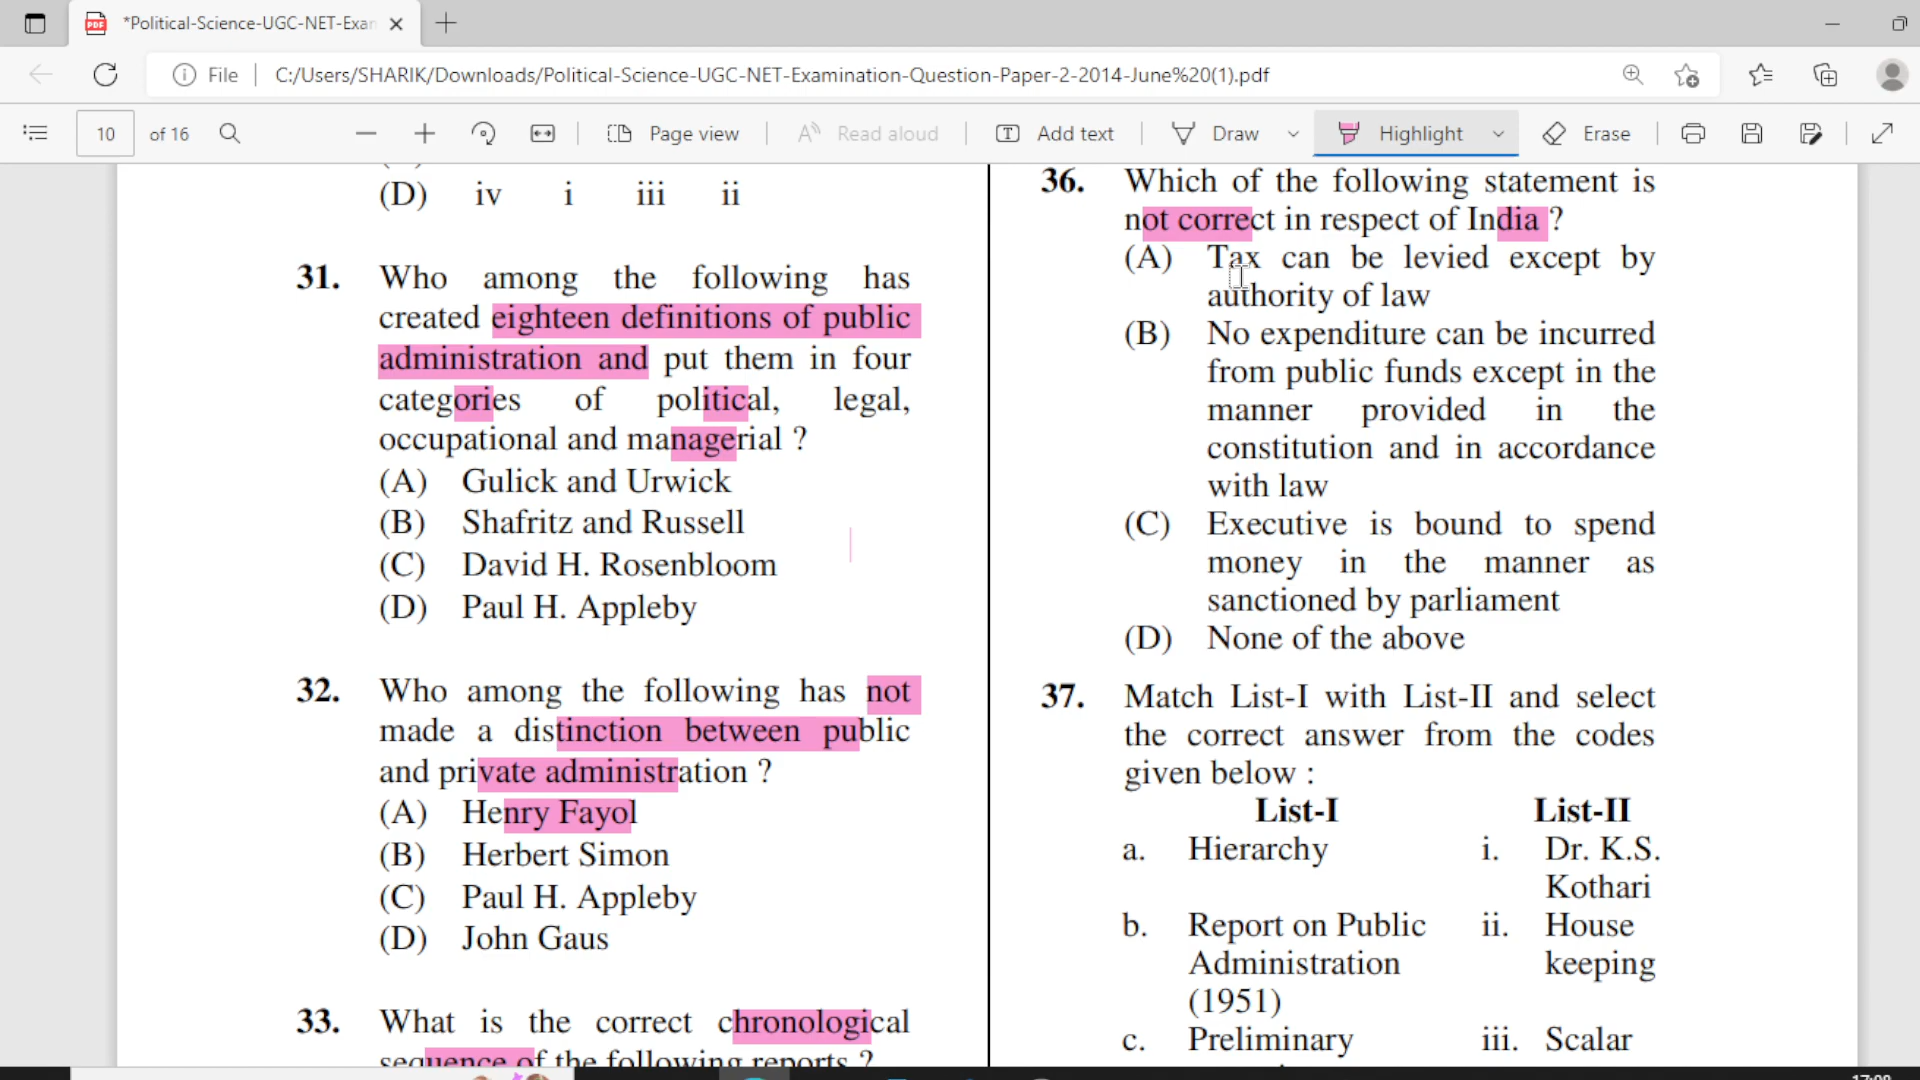 *Political-Science-UGC-NET-Exan
File
C:/Users/SHARIK/Downloads/Political-Science-UGC-NET-Examination-Question-Paper-2-2014-June%20(1).pdf
10 of 16
Page view
Read aloud
Add text
Draw
Highlight
Erase
(D) iv i iii ii
31. Who among the following has
created eighteen definitions of public
administration and put them in four
categories of political, legal,
occupational and managerial ?
(A) Gulick and Urwick
(B) Shafritz and Russell
(C) David H. Rosenbloom
(D) Paul H. Appleby
32. Who among the following has not
made a distinction between public
and private administration ?
(A) Henry Fayol
(B) Herbert Simon
(C) Paul H. Appleby
(D) John Gaus
33. What is the correct chronological
sequence of the following reports ?
36. Which of the following statement is
not correct in respect of India ?
(A) Tax can be levied except by
authority of law
(B) No expenditure can be incurred
from public funds except in the
manner provided in the
constitution and in accordance
with law
(C) Executive is bound to spend
money in the manner as
sanctioned by parliament
(D) None of the above
37. Match List-I with List-II and select
the correct answer from the codes
given below :
List-I List-II
a. Hierarchy i. Dr. K.S.
Kothari
b. Report on Public ii. House
Administration keeping
(1951)
c. Preliminary iii. Scalar